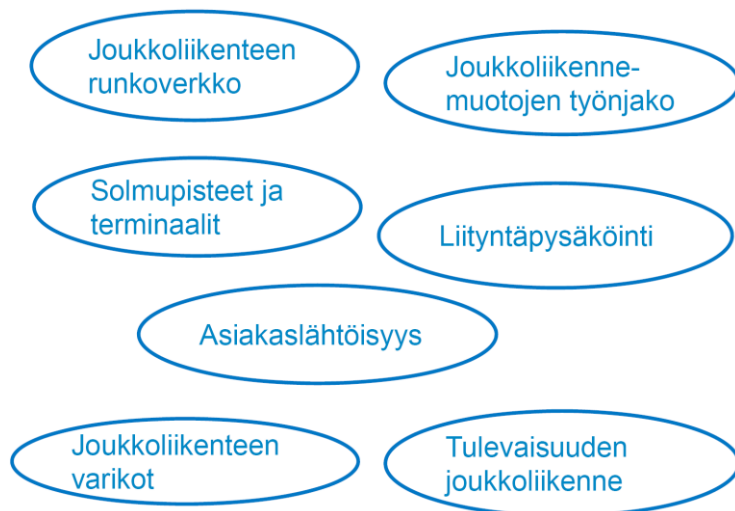 Joukkoliikenteen
runkoverkko
Joukkoliikenne-
muotojen työnjako
Solmupisteet ja
terminaalit
Liityntäpysäköinti
Asiakaslähtöisyys
Joukkoliikenteen
varikot
Tulevaisuuden
joukkoliikenne